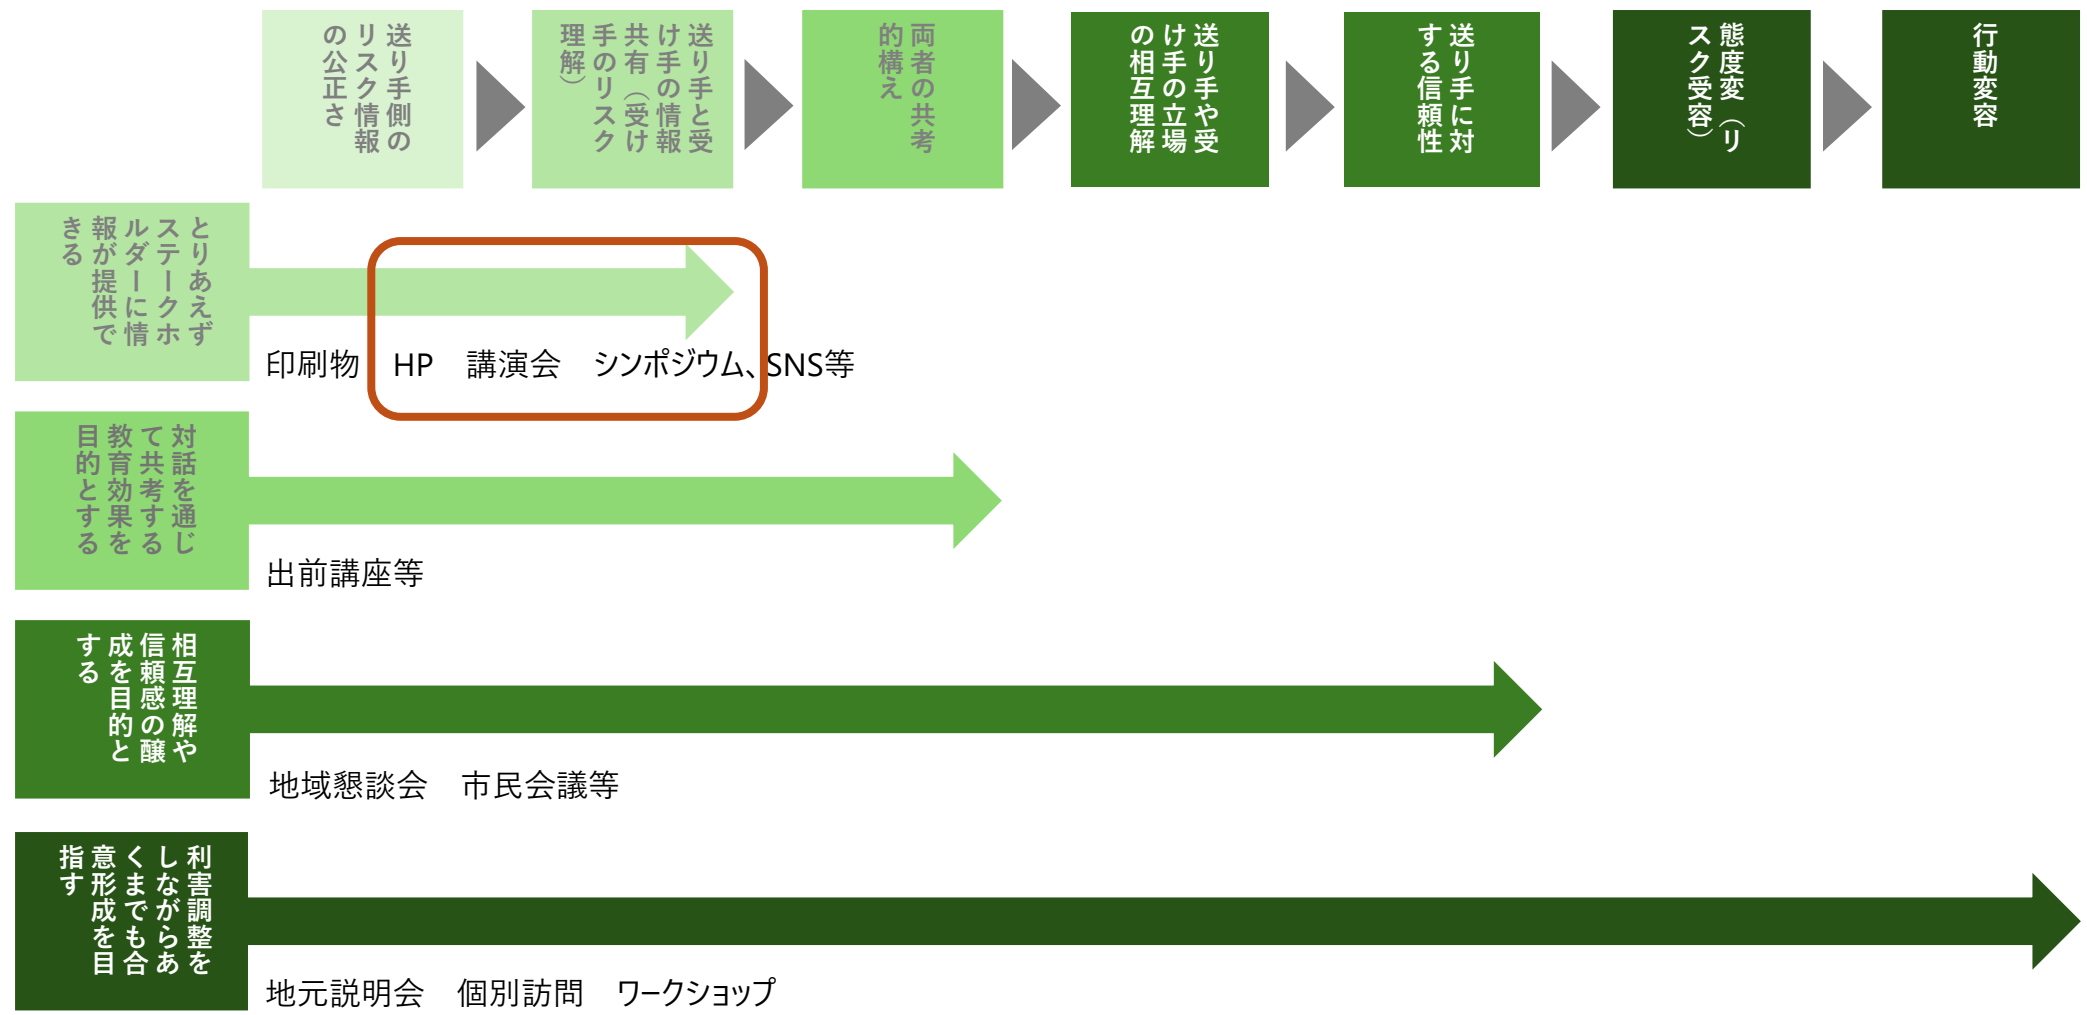 送り手側の
リスク情報
の公正さ
送り手と受
け手の情報
共有（受け
手のリスク
理解）
両者の共考
的構え
送り手や受
け手の立場
の相互理解
送り手に対
する信頼性
態度変（リ
スク受容）
行動変容
とりあえず
ステークホ
ルダーに情
報が提供で
きる
印刷物　HP　講演会　シンポジウム、SNS等
対話を通じ
て共考する
教育効果を
目的とする
出前講座等
相互理解や
信頼感の醸
成を目的と
する
地域懇談会　市民会議等
利害調整を
しながらあ
くまでも合
意形成を目
指す
地元説明会　個別訪問　ワークショップ